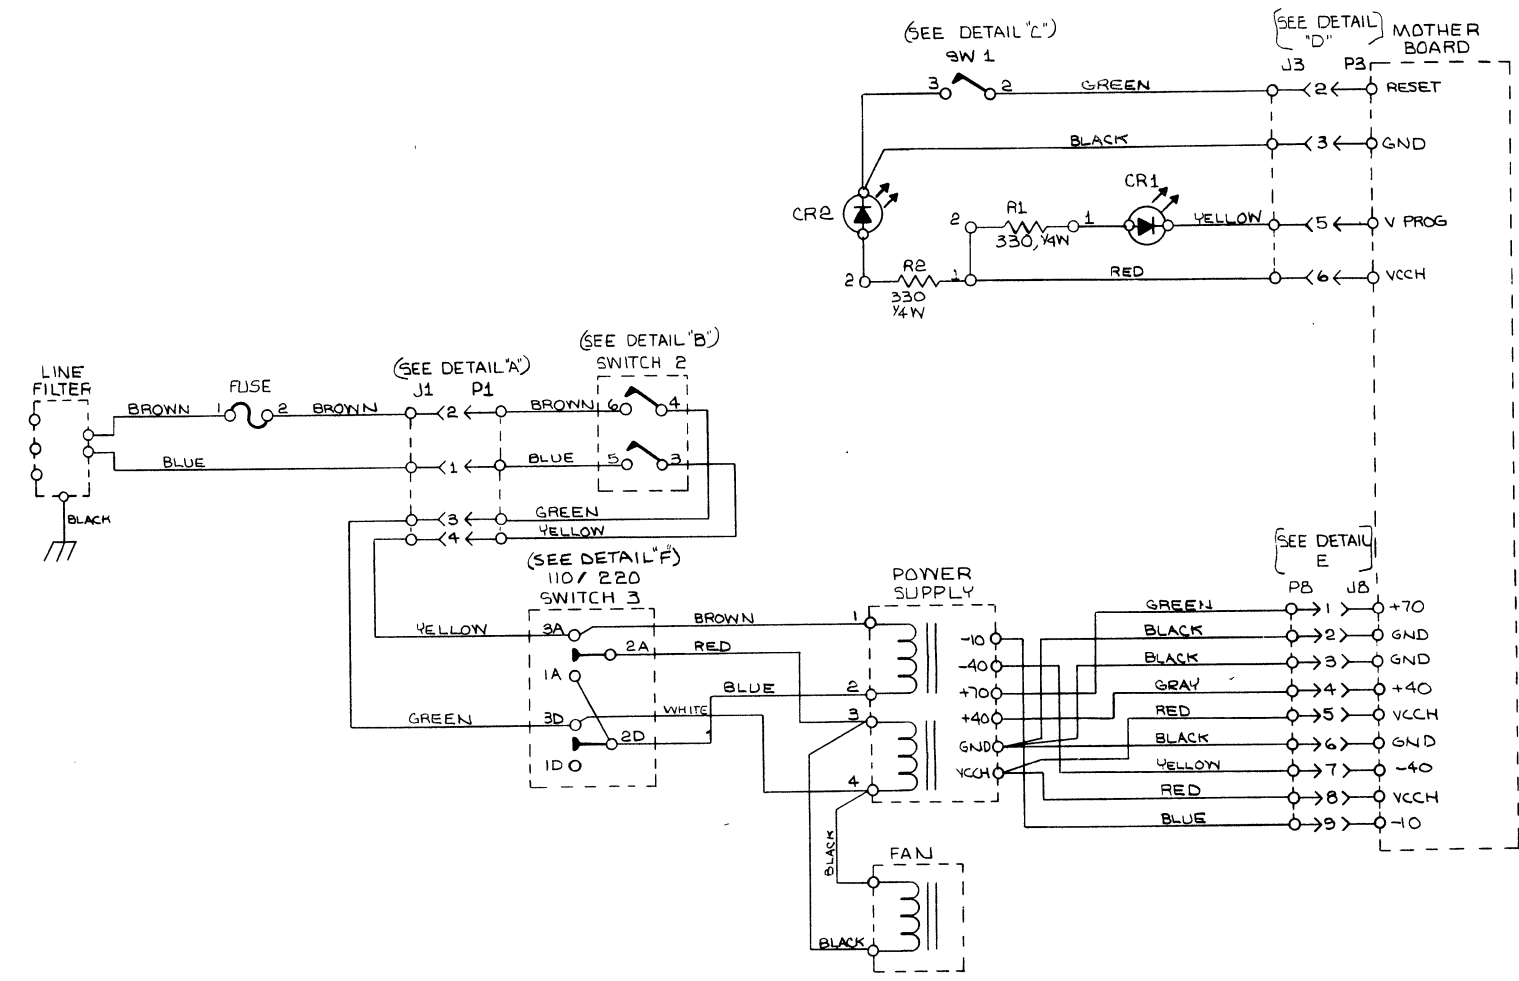 (SEE DETAIL "C")
SW 1
(SEE DETAIL "D")
MOTHER
BOARD
J3
P3
3
2
GREEN
2
RESET
BLACK
3
GND
CR1
CR2
2
R1
330, 1/4W
1
YELLOW
5
V PROG
2
R2
330
1/4W
1
RED
6
VCCH
(SEE DETAIL "B")
SWITCH 2
(SEE DETAIL "A")
J1
P1
LINE
FILTER
FUSE
BROWN
1
2
BROWN
2
BROWN
6
4
BLUE
1
BLUE
5
3
BLACK
3
GREEN
4
YELLOW
(SEE DETAIL "F")
110/220
SWITCH 3
YELLOW
3A
2A
1A
GREEN
3D
2D
1D
BROWN
RED
BLUE
WHITE
POWER
SUPPLY
1
2
3
4
-10
-40
+70
+40
GND
VCCH
[SEE DETAIL
E]
P8
J8
GREEN
1
+70
BLACK
2
GND
BLACK
3
GND
GRAY
4
+40
RED
5
VCCH
BLACK
6
GND
YELLOW
7
-40
RED
8
VCCH
BLUE
9
-10
BLACK
FAN
BLACK